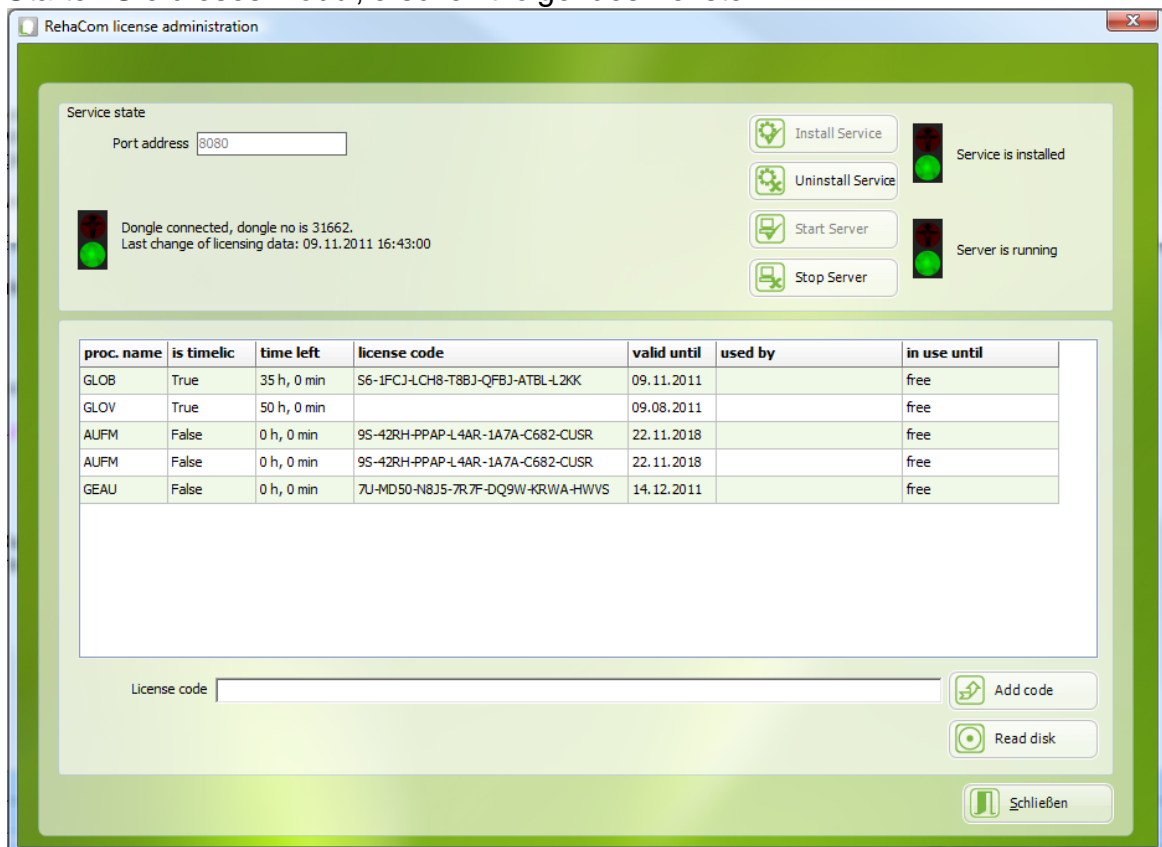 RehaCom license administration
Service state
Port address 8080
Install Service
Service is installed
Uninstall Service
Dongle connected, dongle no is 31662.
Last change of licensing data: 09.11.2011 16:43:00
Start Server
Server is running
Stop Server
proc. name is timelic time left license code valid until used by in use until
GLOB True 35 h, 0 min S6-1FCJ-LCH8-T8BJ-QFBJ-ATBL-L2KK 09.11.2011 free
GLOV True 50 h, 0 min 09.08.2011 free
AUFM False 0 h, 0 min 9S-42RH-PPAP-L4AR-1A7A-C682-CUSR 22.11.2018 free
AUFM False 0 h, 0 min 9S-42RH-PPAP-L4AR-1A7A-C682-CUSR 22.11.2018 free
GEAU False 0 h, 0 min 7U-MD50-N8J5-7R7F-DQ9W-KRWA-HWVS 14.12.2011 free
License code
Add code
Read disk
Schließen